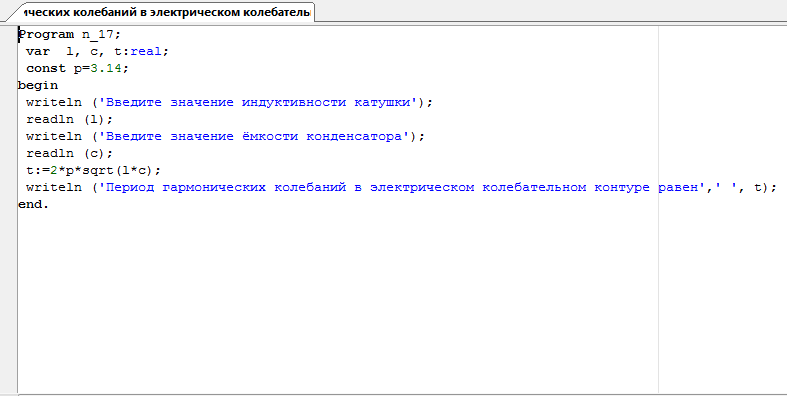 ических колебаний в электрическом колебатель
Program n_17;
var  l, c, t:real;
const p=3.14;
begin
writeln ('Введите значение индуктивности катушки');
readln (l);
writeln ('Введите значение ёмкости конденсатора');
readln (c);
t:=2*p*sqrt(l*c);
writeln ('Период гармонических колебаний в электрическом колебательном контуре равен',' ', t);
end.